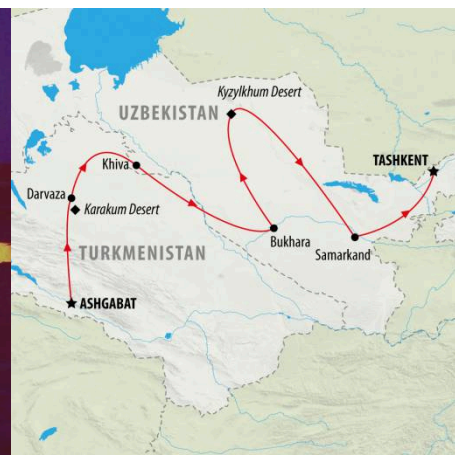 Kyzylkhum Desert
UZBEKISTAN
TASHKENT
Khiva
Darvaza
Karakum Desert
Bukhara
Samarkand
TURKMENISTAN
ASHGABAT